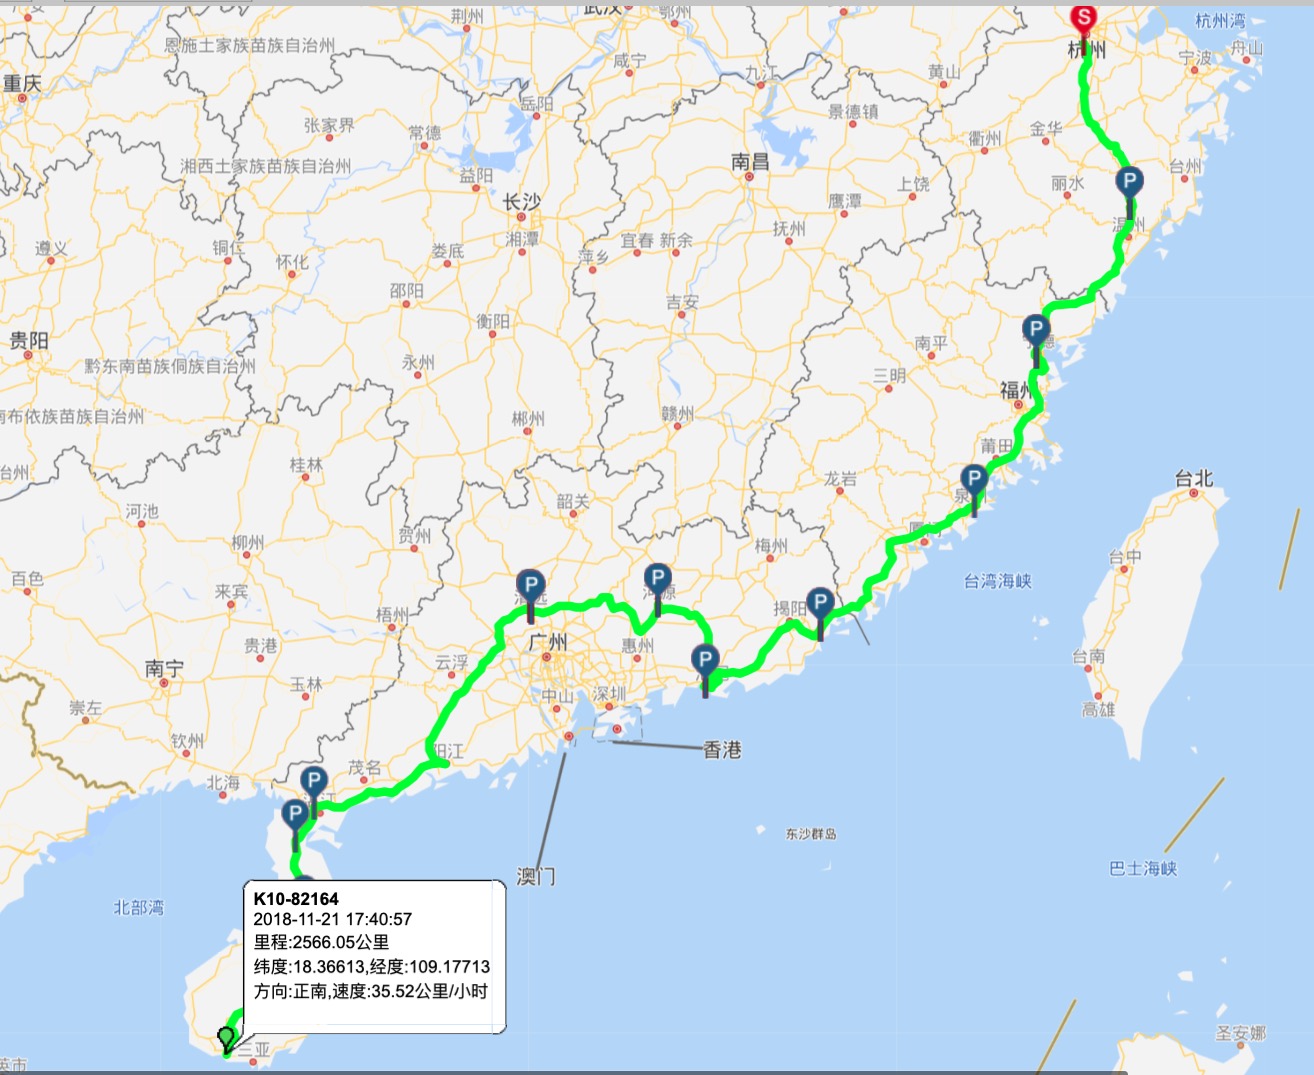 荆州
武汉
鄂州
杭州湾
恩施土家族苗族自治州
S
杭州
舟山
咸宁
九江
黄山
宁波
重庆
岳阳
景德镇
张家界
常德
衢州
金华
湘西土家族苗族自治州
益阳
南昌
台州
丽水
P
上饶
长沙
鹰潭
温州
抚州
遵义
铜仁
湘潭
宜春
新余
娄底
萍乡
怀化
邵阳
吉安
衡阳
P
贵阳
南平
黔东南苗族侗族自治州
永州
三明
福州
南布依族苗族自治州
郴州
赣州
莆田
桂林
治州
龙岩
P
台北
韶关
河池
贺州
柳州
梅州
台中
百色
P
P
台湾海峡
来宾
揭阳
P
梧州
广州
惠州
贵港
云浮
P
台南
南宁
玉林
中山
深圳
崇左
高雄
钦州
阳江
香港
茂名
北海
P
P
东沙群岛
巴士海峡
澳门
北部湾
K10-82164
2018-11-21 17:40:57
里程:2566.05公里
纬度:18.36613,经度:109.17713
方向:正南,速度:35.52公里/小时
三亚
圣安娜
英市